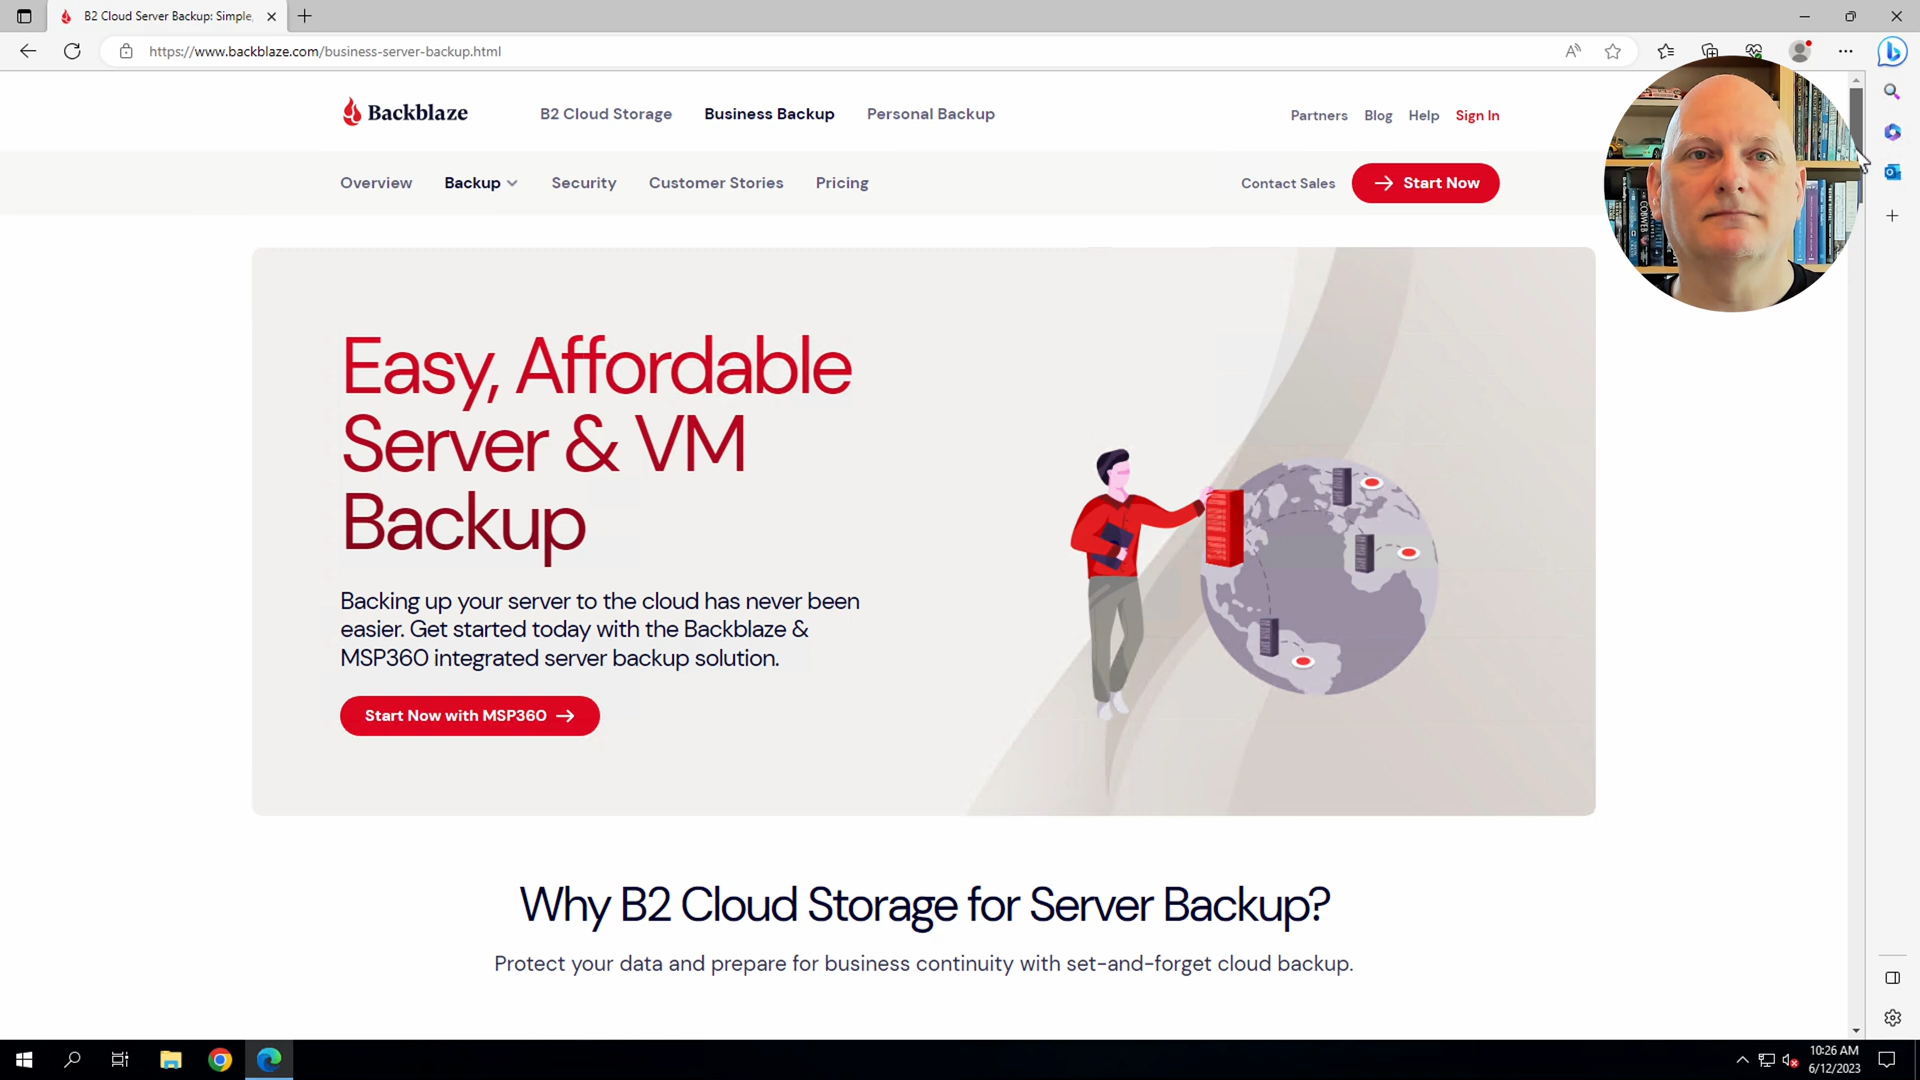 B2 Cloud Server Backup: Simple,
https://www.backblaze.com/business-server-backup.html
Backblaze
B2 Cloud Storage
Business Backup
Personal Backup
Partners
Blog
Help
Sign In
Overview
Backup
Security
Customer Stories
Pricing
Contact Sales
Start Now
Easy, Affordable
Server & VM
Backup
Backing up your server to the cloud has never been
easier. Get started today with the Backblaze &
MSP360 integrated server backup solution.
Start Now with MSP360
Why B2 Cloud Storage for Server Backup?
Protect your data and prepare for business continuity with set-and-forget cloud backup.
10:26 AM
6/12/2023